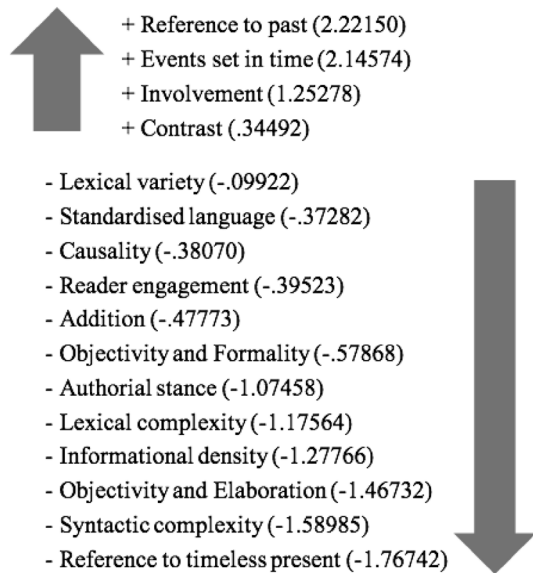 + Reference to past (2.22150)
+ Events set in time (2.14574)
+ Involvement (1.25278)
+ Contrast (.34492)
- Lexical variety (-.09922)
- Standardised language (-.37282)
- Causality (-.38070)
- Reader engagement (-.39523)
- Addition (-.47773)
- Objectivity and Formality (-.57868)
- Authorial stance (-1.07458)
- Lexical complexity (-1.17564)
- Informational density (-1.27766)
- Objectivity and Elaboration (-1.46732)
- Syntactic complexity (-1.58985)
- Reference to timeless present (-1.76742)